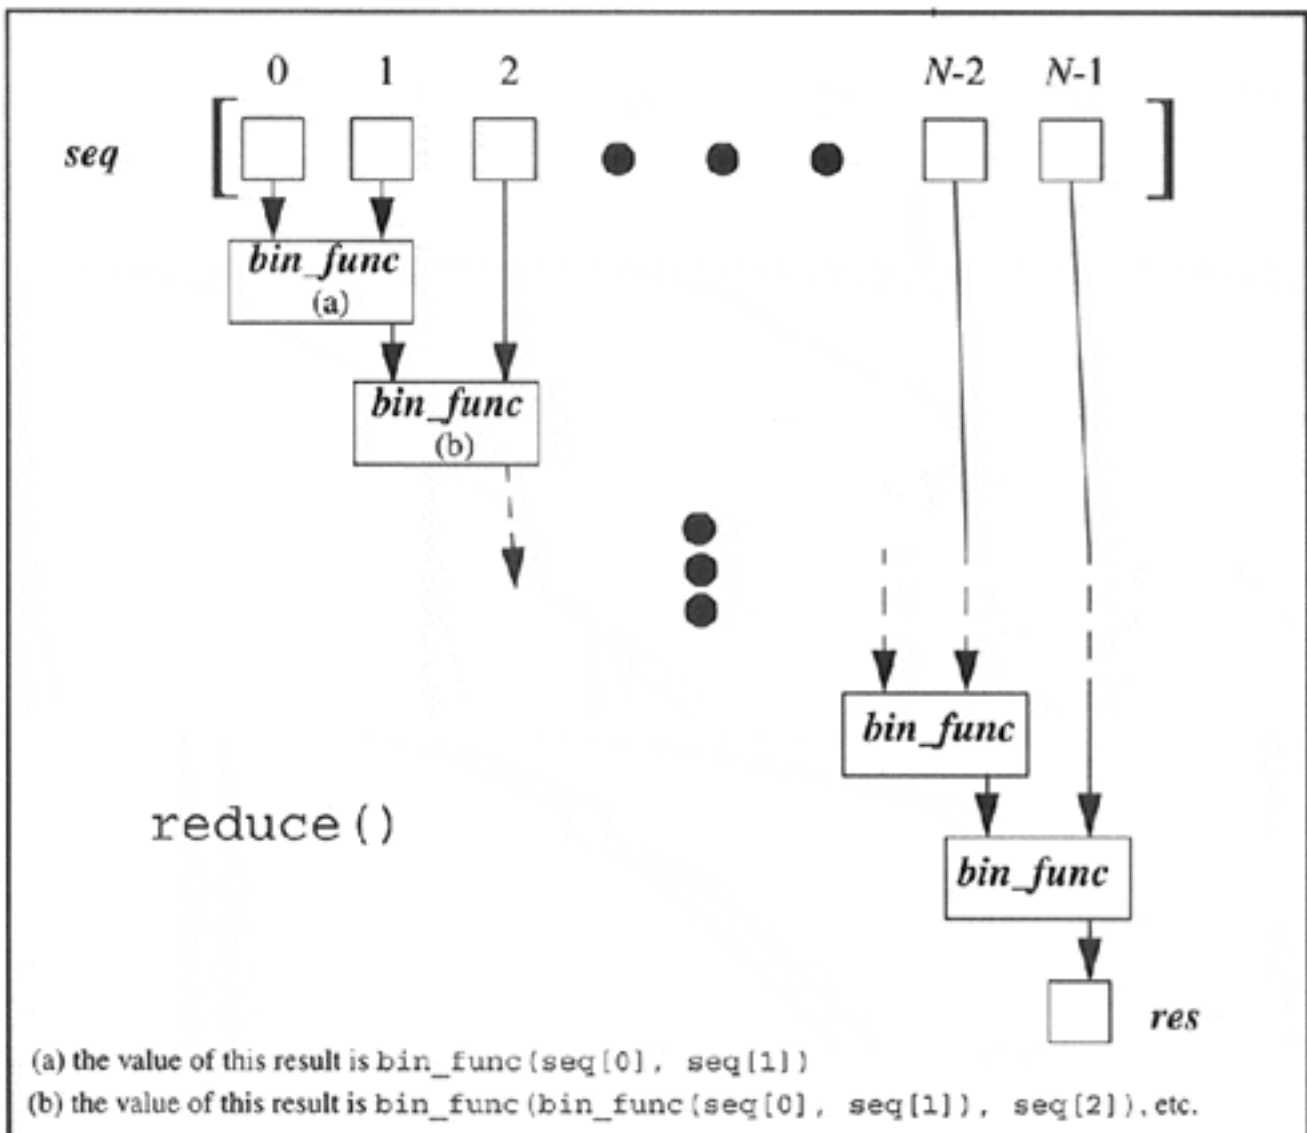 0 1 2 N-2 N-1
seq
bin_func
(a)
bin_func
(b)
bin_func
reduce()
bin_func
res
(a) the value of this result is bin_func(seq[0], seq[1])
(b) the value of this result is bin_func(bin_func(seq[0], seq[1]), seq[2]), etc.